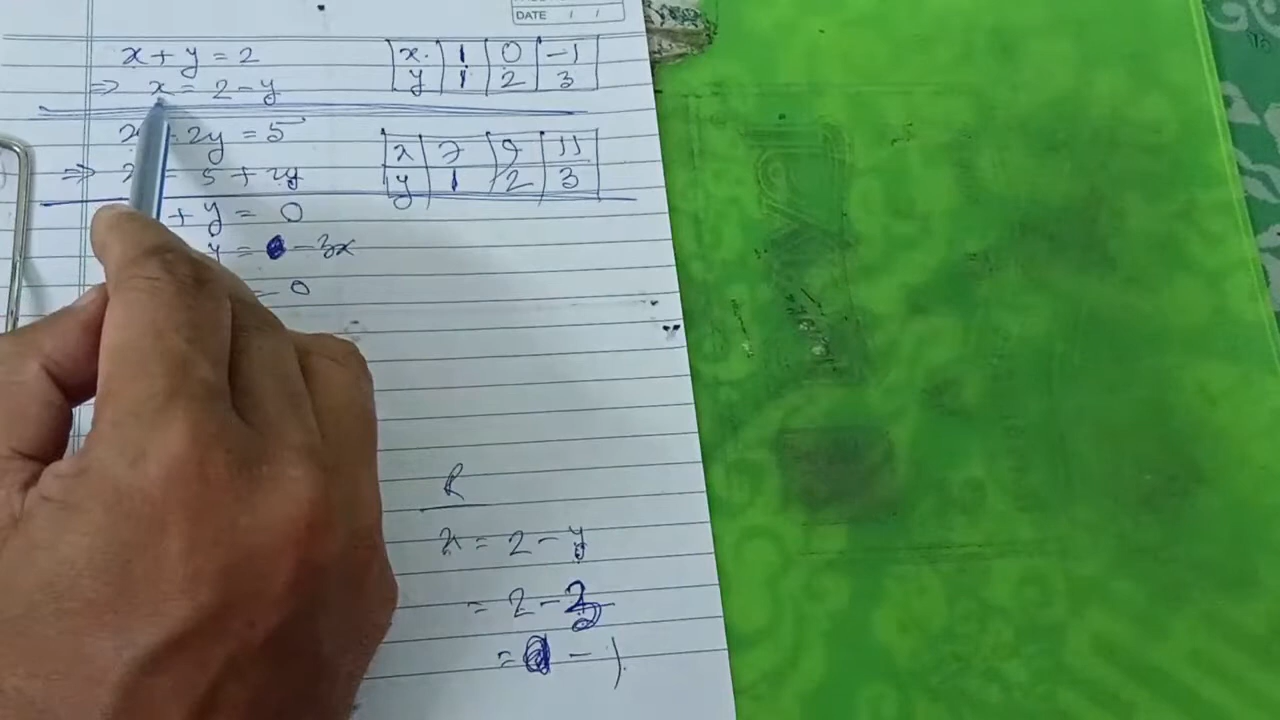 DATE / /
x + y = 2
⇒ x = 2 - y
x. | 1 | 0 | -1
y | 1 | 2 | 3
2y = 5
⇒ = 5 + 2y
x | 7 | 9 | 11
y | 1 | 2 | 3
+ y = 0
y = - 3x
= 0
R
x = 2 - y
= 2 - 3
= - 1